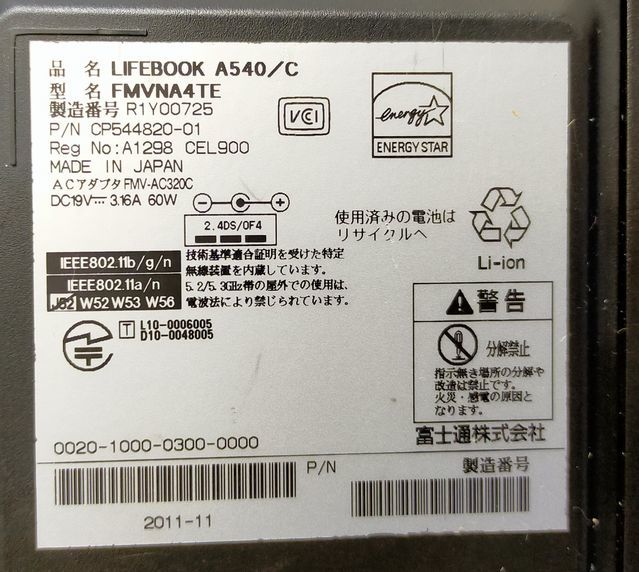 品 名 LIFEBOOK A540/C
型 名 FMVNA4TE
製造番号 R1Y00725
P/N CP544820-01
Reg No:A1298 CEL900
MADE IN JAPAN
ACアダプタFMV-AC320C
DC19V⎓ 3.16A 60W
VCI
energy
ENERGY STAR
2.4DS/OF4
使用済みの電池は
リサイクルへ
Li-ion
IEEE802.11b/g/n
IEEE802.11a/n
J52 W52 W53 W56
技術基準適合証明を受けた特定
無線装置を内蔵しています。
5.2/5.3GHz帯の屋外での使用は、
電波法により禁じられています。
T L10-0006005
D10-0048005
警告
分解禁止
指示無き場所の分解や
改造は禁止です。
火災・感電の原因と
なります。
富士通株式会社
0020-1000-0300-0000
P/N
製造番号
2011-11